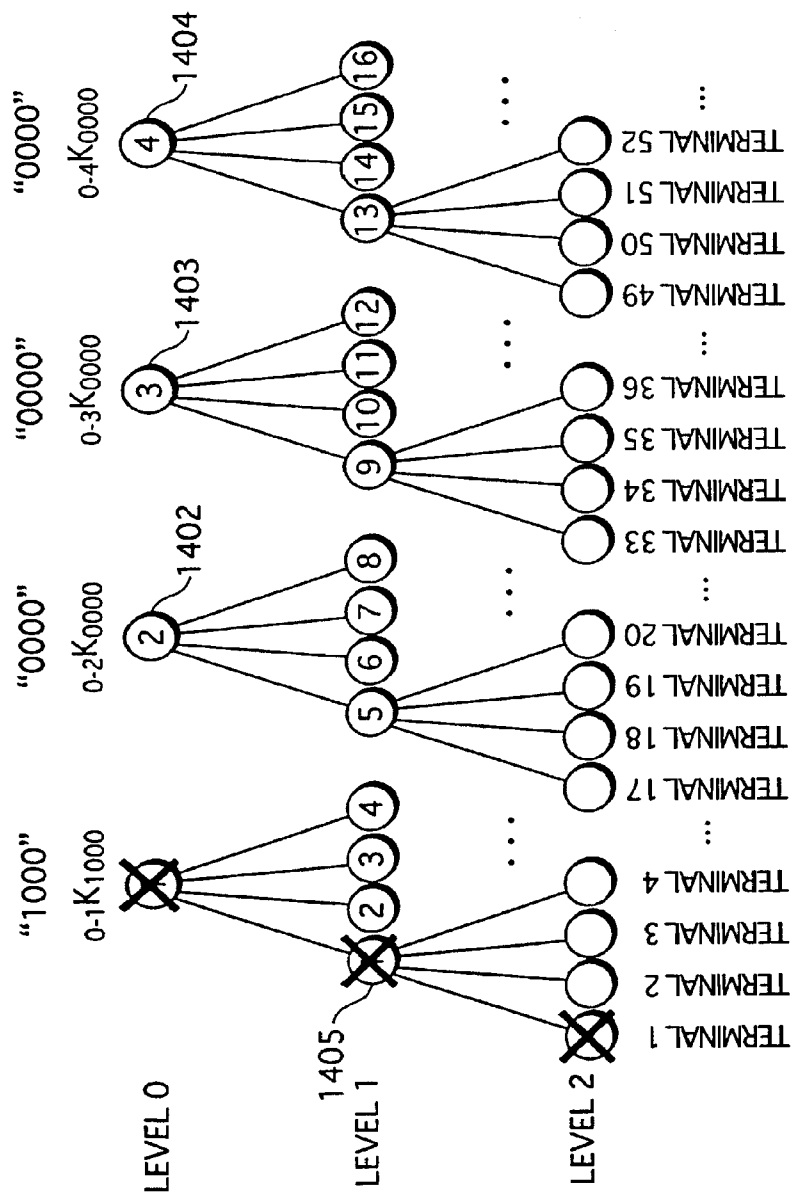 "1000" "0000" "0000" "0000"
0-1K1000 0-2K0000 0-3K0000 0-4K0000
LEVEL 0 2 1402 3 1403 4 1404
LEVEL 1 2 3 4 5 6 7 8 9 10 11 12 13 14 15 16
1405
... ... ... ...
LEVEL 2
TERMINAL 1
TERMINAL 2
TERMINAL 3
TERMINAL 4
...
TERMINAL 17
TERMINAL 18
TERMINAL 19
TERMINAL 20
...
TERMINAL 33
TERMINAL 34
TERMINAL 35
TERMINAL 36
...
TERMINAL 49
TERMINAL 50
TERMINAL 51
TERMINAL 52
...